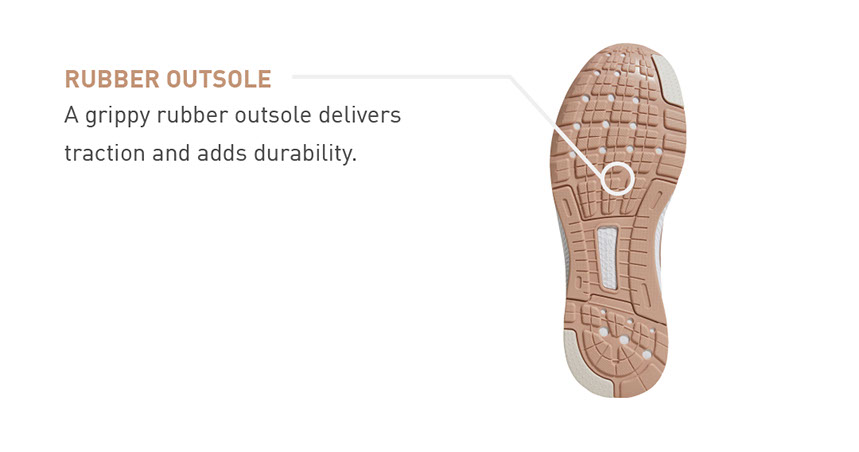 RUBBER OUTSOLE
A grippy rubber outsole delivers
traction and adds durability.